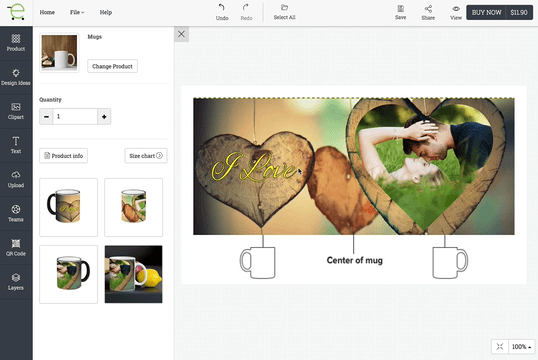 Home
File
Help
Undo
Redo
Select All
Save
Share
View
BUY NOW
$11.90
Product
Design Ideas
Clipart
Text
Upload
Teams
QR Code
Layers
Mugs
Change Product
Quantity
1
Product info
Size chart
I Love
Center of mug
100%